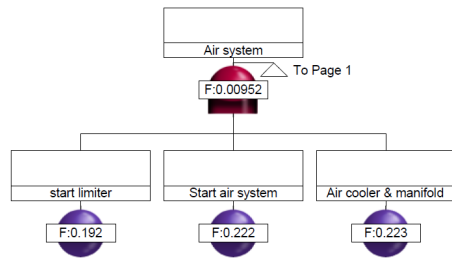 Air system
To Page 1
F:0.00952
start limiter
Start air system
Air cooler & manifold
F:0.192
F:0.222
F:0.223